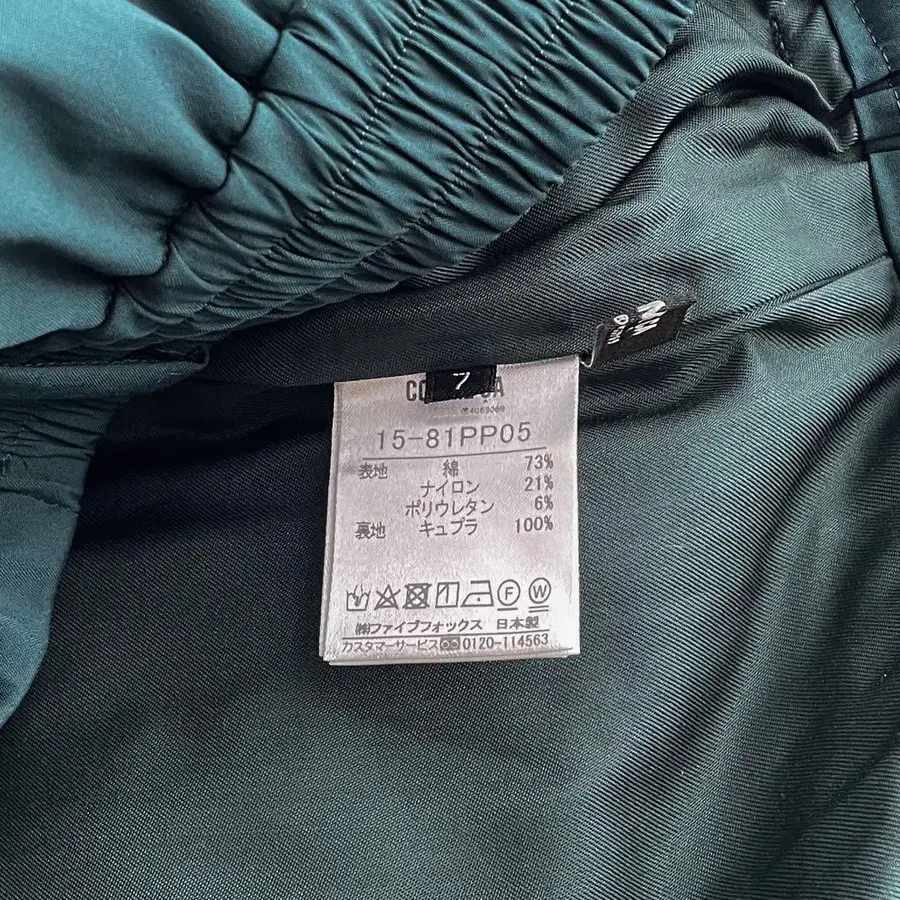 7
15-81PP05
表地 綿 73%
ナイロン 21%
ポリウレタン 6%
裏地 キュプラ 100%
F W
㈱ファイブフォックス 日本製
カスタマーサービス 0120-114563